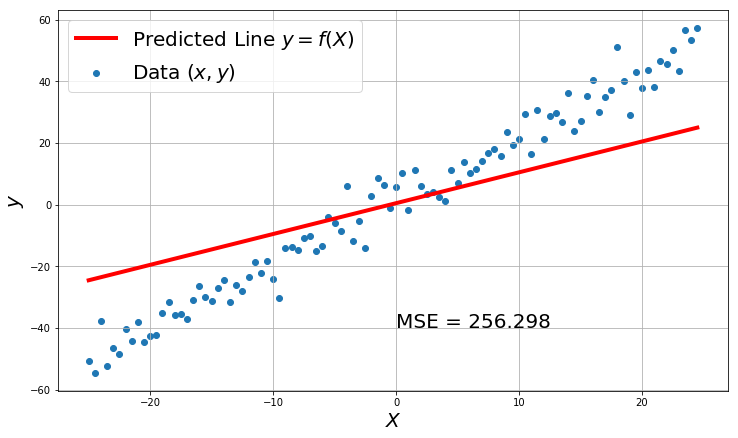 Predicted Line y = f(X)
Data (x, y)
60
40
20
0
−20
−40
−60
y
MSE = 256.298
−20
−10
0
10
20
X